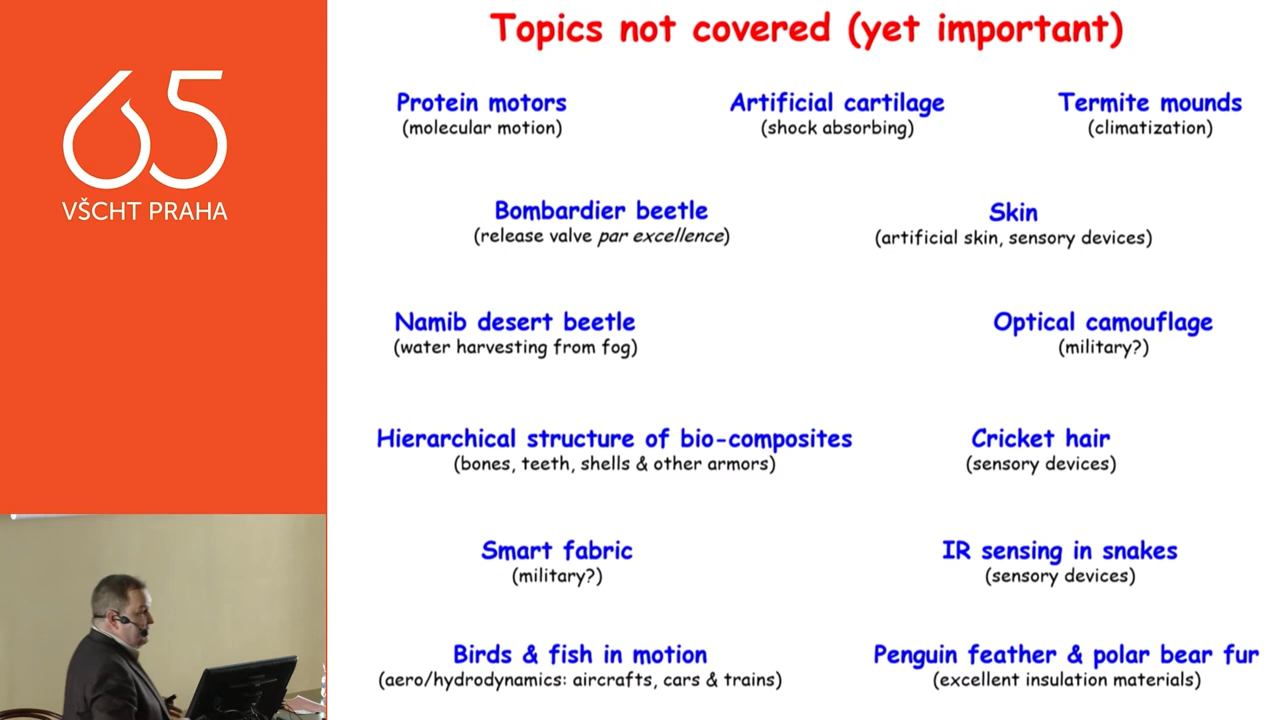 65
VŠCHT PRAHA
Topics not covered (yet important)
Protein motors
(molecular motion)
Artificial cartilage
(shock absorbing)
Termite mounds
(climatization)
Bombardier beetle
(release valve par excellence)
Skin
(artificial skin, sensory devices)
Namib desert beetle
(water harvesting from fog)
Optical camouflage
(military?)
Hierarchical structure of bio-composites
(bones, teeth, shells & other armors)
Cricket hair
(sensory devices)
Smart fabric
(military?)
IR sensing in snakes
(sensory devices)
Birds & fish in motion
(aero/hydrodynamics: aircrafts, cars & trains)
Penguin feather & polar bear fur
(excellent insulation materials)